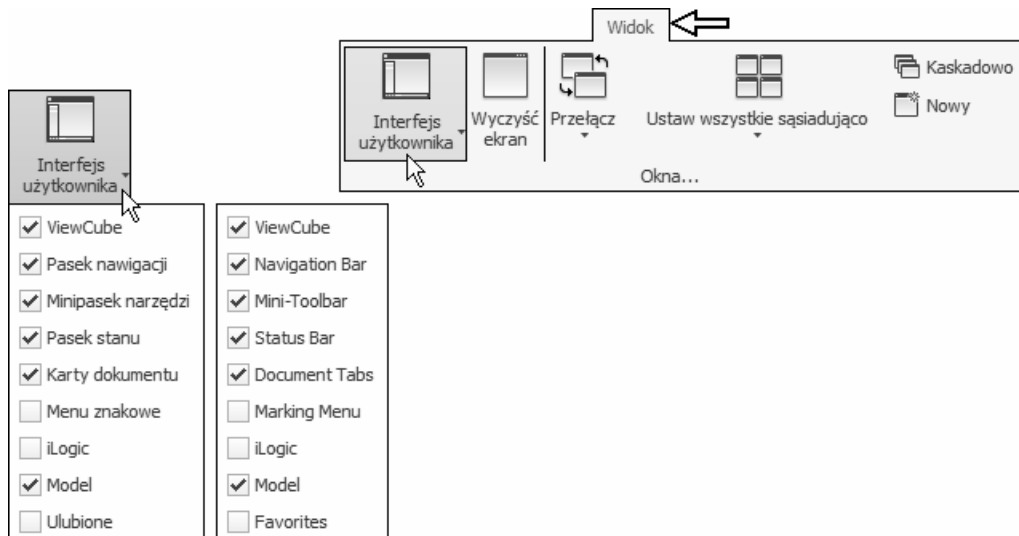 Widok
Interfejs
użytkownika
Wyczyść
ekran
Przełącz
Ustaw wszystkie sąsiadująco
Kaskadowo
Nowy
Okna...
Interfejs
użytkownika
ViewCube
Pasek nawigacji
Minipasek narzędzi
Pasek stanu
Karty dokumentu
Menu znakowe
iLogic
Model
Ulubione
ViewCube
Navigation Bar
Mini-Toolbar
Status Bar
Document Tabs
Marking Menu
iLogic
Model
Favorites